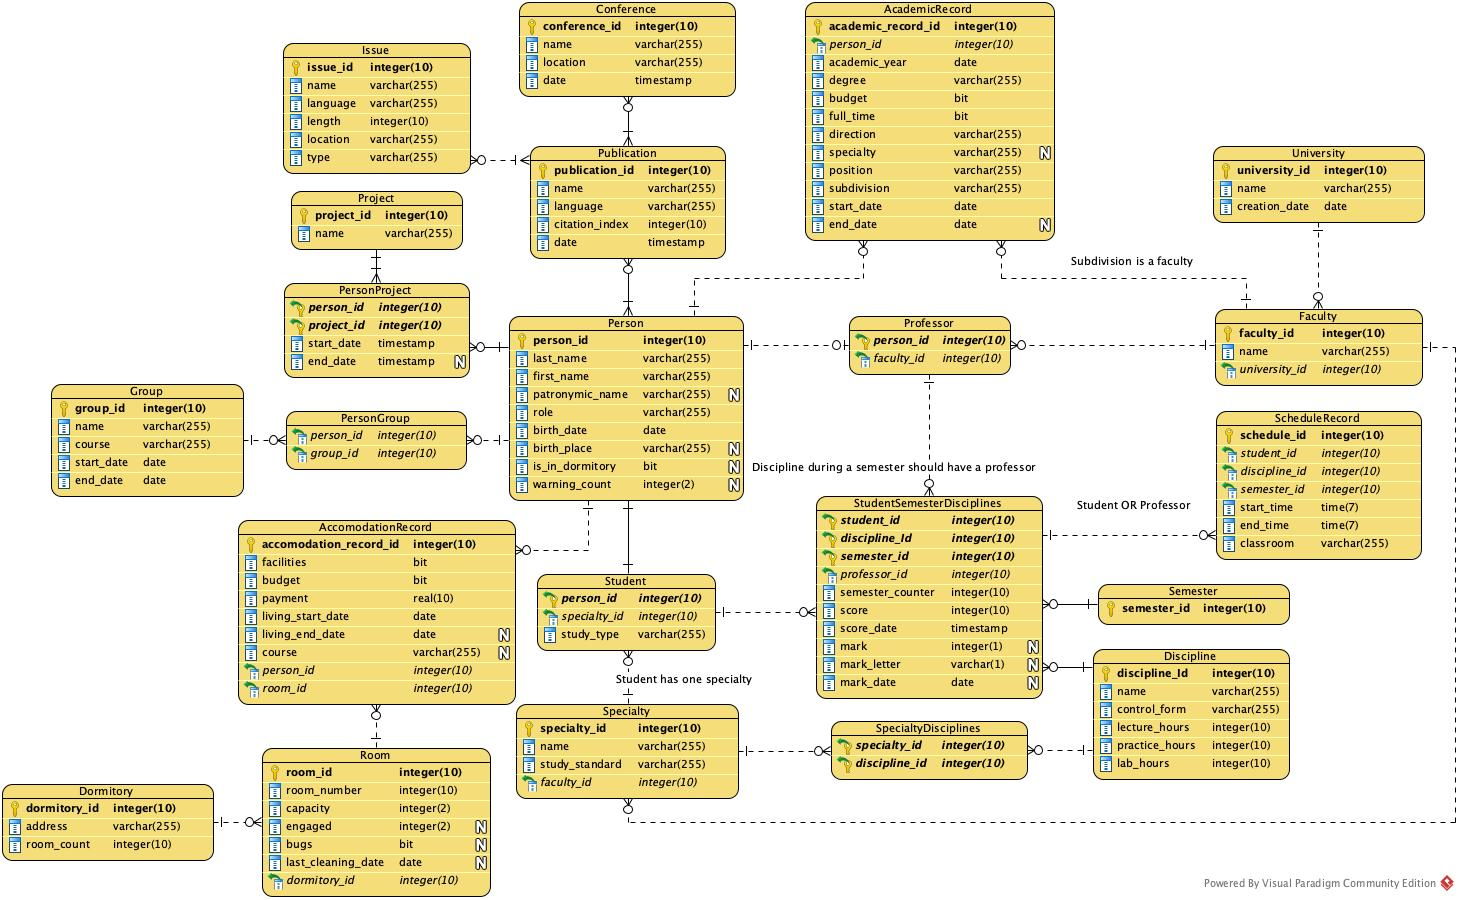 Conference
conference_id integer(10)
name varchar(255)
location varchar(255)
date timestamp
AcademicRecord
academic_record_id integer(10)
person_id integer(10)
academic_year date
degree varchar(255)
budget bit
full_time bit
direction varchar(255)
specialty varchar(255) N
position varchar(255)
subdivision varchar(255)
start_date date
end_date date N
Issue
issue_id integer(10)
name varchar(255)
language varchar(255)
length integer(10)
location varchar(255)
type varchar(255)
Publication
publication_id integer(10)
name varchar(255)
language varchar(255)
citation_index integer(10)
date timestamp
University
university_id integer(10)
name varchar(255)
creation_date date
Project
project_id integer(10)
name varchar(255)
Subdivision is a faculty
PersonProject
person_id integer(10)
project_id integer(10)
start_date timestamp
end_date timestamp N
Person
person_id integer(10)
last_name varchar(255)
first_name varchar(255)
patronymic_name varchar(255) N
role varchar(255)
birth_date date
birth_place varchar(255) N
is_in_dormitory bit N
warning_count integer(2) N
Professor
person_id integer(10)
faculty_id integer(10)
Faculty
faculty_id integer(10)
name varchar(255)
university_id integer(10)
Group
group_id integer(10)
name varchar(255)
course varchar(255)
start_date date
end_date date
PersonGroup
person_id integer(10)
group_id integer(10)
ScheduleRecord
schedule_id integer(10)
student_id integer(10)
discipline_id integer(10)
semester_id integer(10)
start_time time(7)
end_time time(7)
classroom varchar(255)
Discipline during a semester should have a professor
StudentSemesterDisciplines
student_id integer(10)
discipline_Id integer(10)
semester_id integer(10)
professor_id integer(10)
semester_counter integer(10)
score integer(10)
score_date timestamp
mark integer(1) N
mark_letter varchar(1) N
mark_date date N
Student OR Professor
AccomodationRecord
accomodation_record_id integer(10)
facilities bit
budget bit
payment real(10)
living_start_date date
living_end_date date N
course varchar(255) N
person_id integer(10)
room_id integer(10)
Student
person_id integer(10)
specialty_id integer(10)
study_type varchar(255)
Semester
semester_id integer(10)
Discipline
discipline_Id integer(10)
name varchar(255)
control_form varchar(255)
lecture_hours integer(10)
practice_hours integer(10)
lab_hours integer(10)
Student has one specialty
Specialty
specialty_id integer(10)
name varchar(255)
study_standard varchar(255)
faculty_id integer(10)
SpecialtyDisciplines
specialty_id integer(10)
discipline_id integer(10)
Room
room_id integer(10)
room_number integer(10)
capacity integer(2)
engaged integer(2) N
bugs bit N
last_cleaning_date date N
dormitory_id integer(10)
Dormitory
dormitory_id integer(10)
address varchar(255)
room_count integer(10)
Powered By Visual Paradigm Community Edition